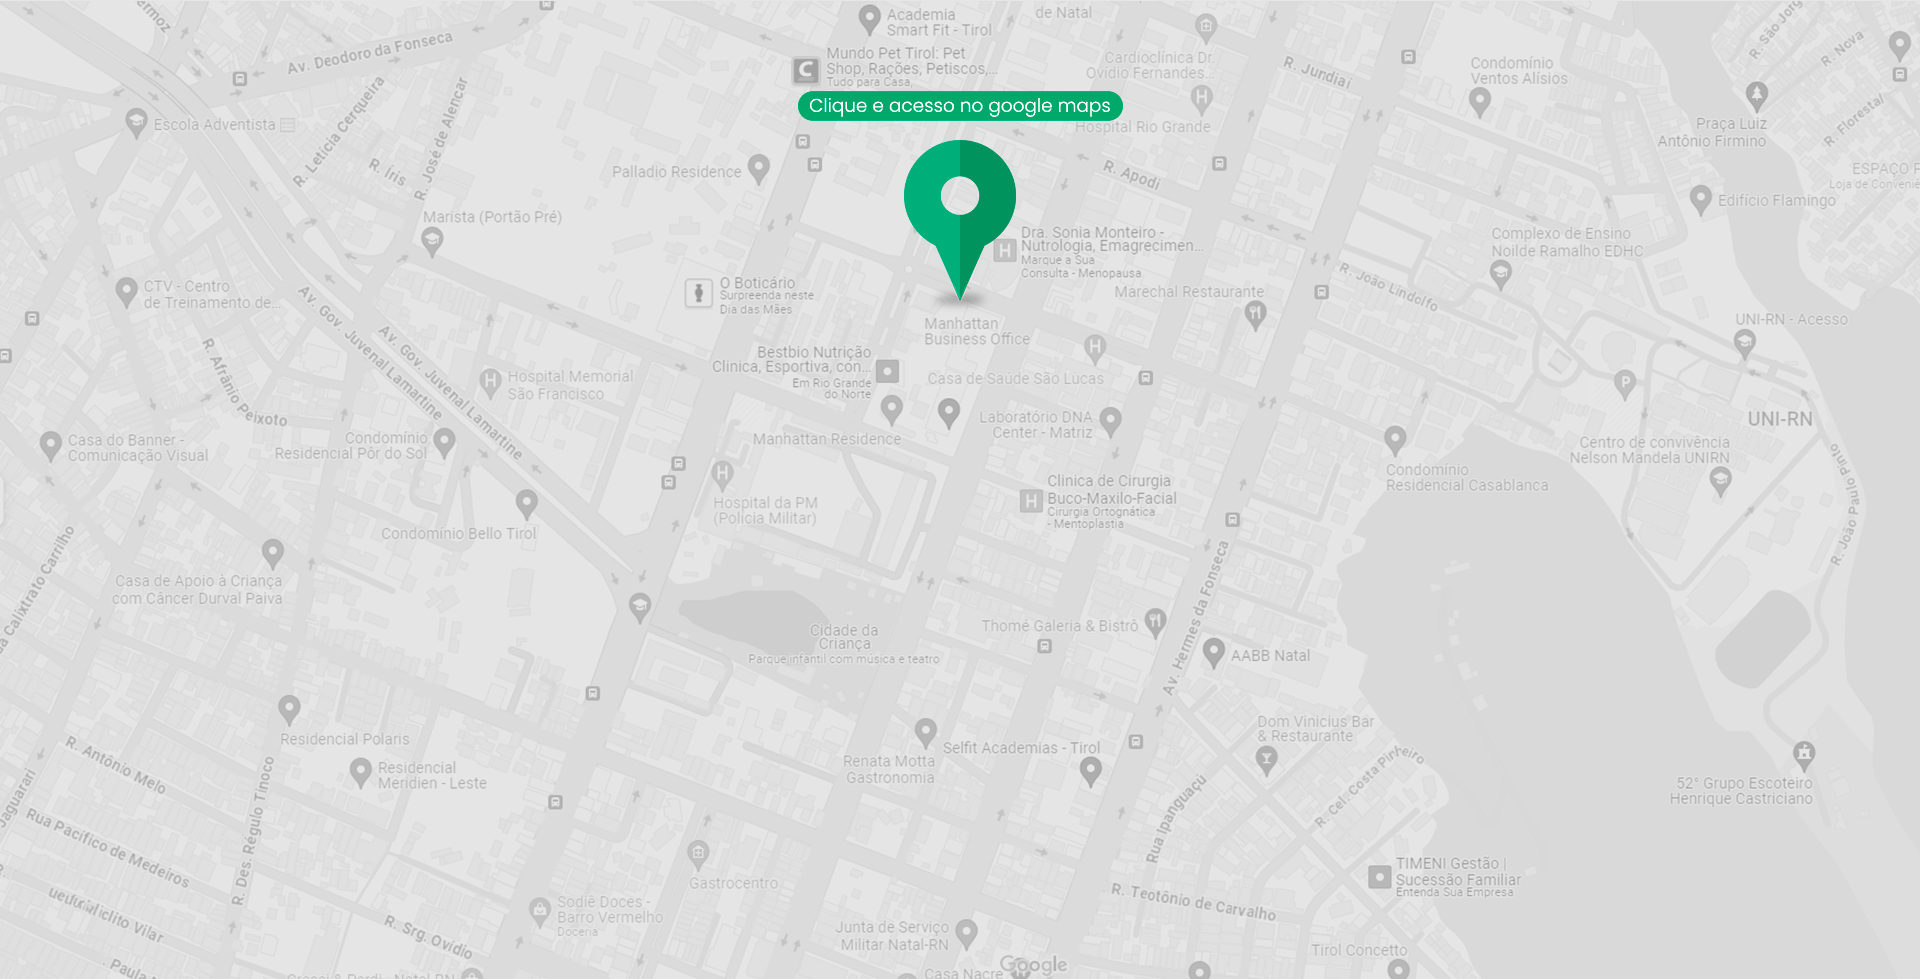 Academia
Smart Fit - Tirol
de Natal
Av. Deodoro da Fonseca
Mundo Pet Tirol: Pet
Shop, Rações, Petiscos,...
Tudo para Casa,
Cardioclínica Dr.
Ovídio Fernandes...
R. Jundiaí
Condomínio
Ventos Alísios
R. São Jorge
R. Nova
Clique e acesso no google maps
Escola Adventista
R. Letícia Cerqueira
R. José de Alencar
R. Iris
Hospital Rio Grande
Praça Luiz
Antônio Firmino
R. Florestal
Palladio Residence
R. Apodi
ESPAÇO
Loja de
Edifício Flamingo
Marista (Portão Pré)
Dra. Sonia Monteiro -
Nutrologia, Emagrecimen...
Marque a Sua
Consulta - Menopausa
Complexo de Ensino
Noilde Ramalho EDHC
CTV - Centro
de Treinamento de...
O Boticário
Surpreenda neste
Dia das Mães
Marechal Restaurante
R. João Lindolfo
Av. Gov. Juvenal Lamartine
Av. Gov. Juvenal Lamartine
Manhattan
Business Office
UNI-RN - Acesso
R. Afrânio Peixoto
Bestbio Nutrição
Clinica, Esportiva, con...
Em Rio Grande
do Norte
Hospital Memorial
São Francisco
Casa de Saúde São Lucas
Laboratório DNA
Center - Matriz
UNI-RN
Casa do Banner -
Comunicação Visual
Condomínio
Residencial Pôr do Sol
Manhattan Residence
Centro de convivência
Nelson Mandela UNIRN
R. João Paulo Pinto
Condomínio
Residencial Casablanca
Clinica de Cirurgia
Buco-Maxilo-Facial
Cirurgia Ortognática
- Mentoplastia
Hospital da PM
(Polícia Militar)
Condomínio Bello Tirol
Calixtrato Carrilho
Casa de Apoio à Criança
com Câncer Durval Paiva
Av. Hermes da Fonseca
Cidade da
Criança
Parque infantil com música e teatro
Thomé Galeria & Bistrô
AABB Natal
Residencial Polaris
Dom Vinicius Bar
& Restaurante
R. Antônio Melo
Residencial
Meridien - Leste
Renata Motta
Gastronomia
Selfit Academias - Tirol
R. Cel. Costa Pinheiro
52° Grupo Escoteiro
Henrique Castriciano
Jaguarari
Rua Pacífico de Medeiros
R. Des. Régulo Tinoco
Rua Ipanguaçú
Gastrocentro
TIMENI Gestão |
Sucessão Familiar
Entenda Sua Empresa
R. Teotônio de Carvalho
Vilar
Sodiê Doces -
Barro Vermelho
Doceria
R. Srg. Ovídio
Junta de Serviço
Militar Natal-RN
Tirol Concetto
Google
Casa Nacre
Paula